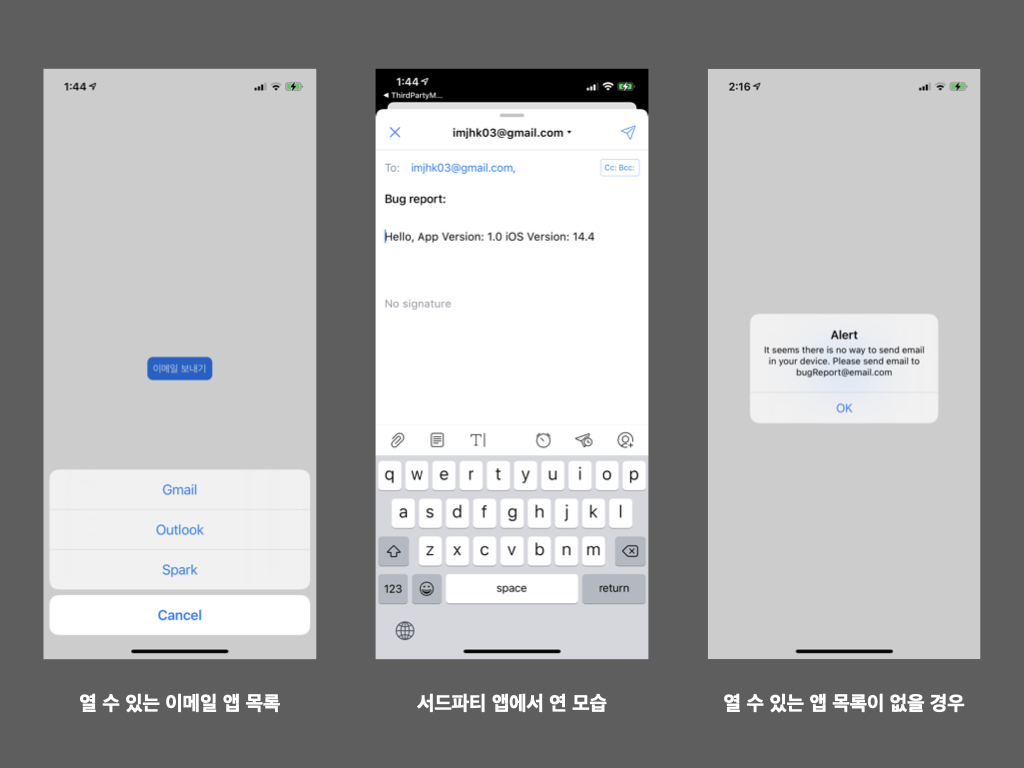 1:44
이메일 보내기
Gmail
Outlook
Spark
Cancel
열 수 있는 이메일 앱 목록
1:44
ThirdPartyM...
imjhk03@gmail.com
To: imjhk03@gmail.com,
Cc: Bcc:
Bug report:
Hello, App Version: 1.0 iOS Version: 14.4
No signature
q w e r t y u i o p
a s d f g h j k l
z x c v b n m
123 space return
서드파티 앱에서 연 모습
2:16
Alert
It seems there is no way to send email
in your device. Please send email to
bugReport@email.com
OK
열 수 있는 앱 목록이 없을 경우